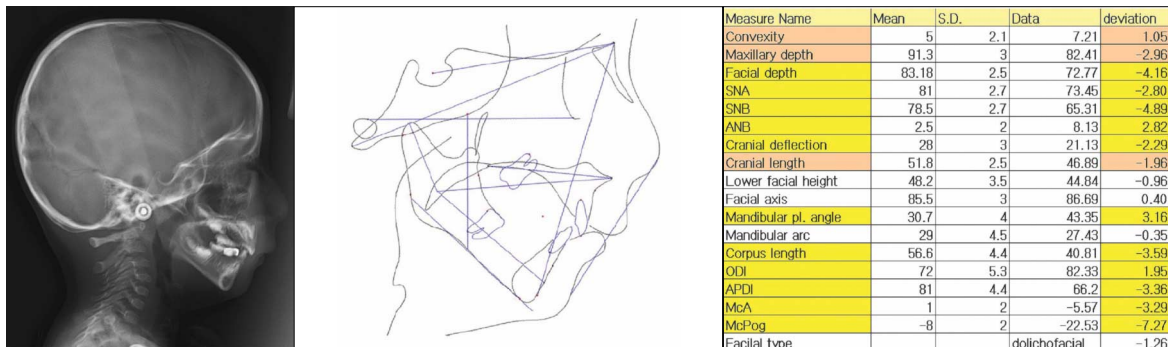 Measure Name Mean S.D. Data deviation
Convexity 5 2.1 7.21 1.05
Maxillary depth 91.3 3 82.41 -2.96
Facial depth 83.18 2.5 72.77 -4.16
SNA 81 2.7 73.45 -2.80
SNB 78.5 2.7 65.31 -4.89
ANB 2.5 2 8.13 2.82
Cranial deflection 28 3 21.13 -2.29
Cranial length 51.8 2.5 46.89 -1.96
Lower facial height 48.2 3.5 44.84 -0.96
Facial axis 85.5 3 86.69 0.40
Mandibular pl. angle 30.7 4 43.35 3.16
Mandibular arc 29 4.5 27.43 -0.35
Corpus length 56.6 4.4 40.81 -3.59
ODI 72 5.3 82.33 1.95
APDI 81 4.4 66.2 -3.36
McA 1 2 -5.57 -3.29
McPog -8 2 -22.53 -7.27
Facilal type dolichofacial -1.26